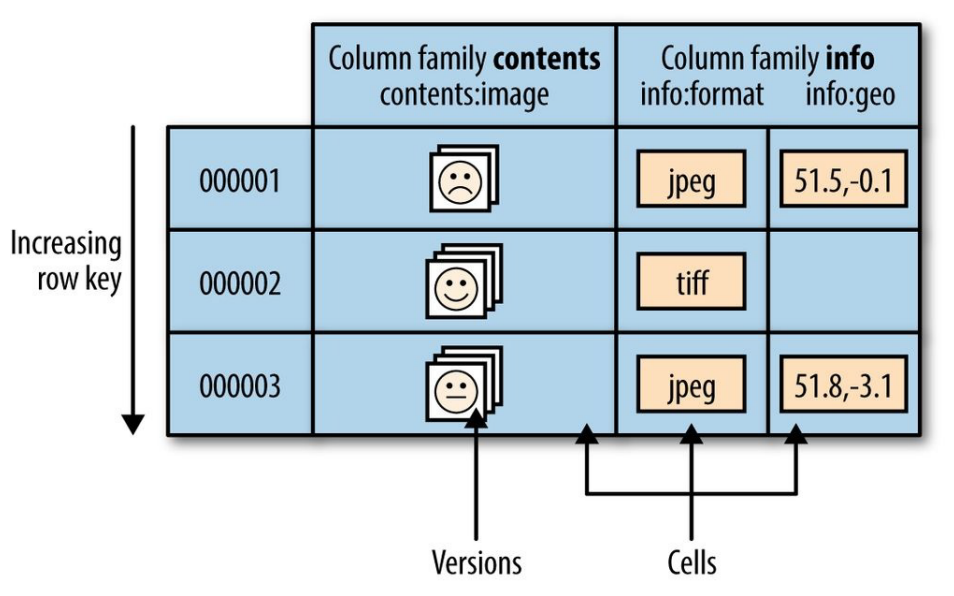 Column family contents
contents:image
Column family info
info:format info:geo
000001
jpeg
51.5,-0.1
Increasing
row key
000002
tiff
000003
jpeg
51.8,-3.1
Versions
Cells